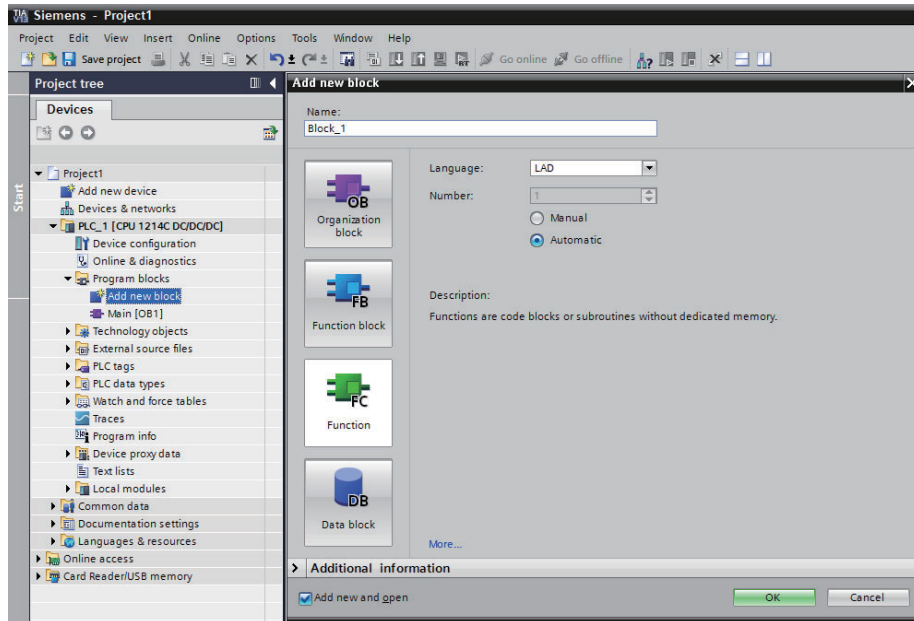 TIA V13 Siemens - Project1
Project Edit View Insert Online Options Tools Window Help
Save project Go online Go offline
Project tree
Devices
Start
Project1
Add new device
Devices & networks
PLC_1 [CPU 1214C DC/DC/DC]
Device configuration
Online & diagnostics
Program blocks
Add new block
Main [OB1]
Technology objects
External source files
PLC tags
PLC data types
Watch and force tables
Traces
Program info
Device proxy data
Text lists
Local modules
Common data
Documentation settings
Languages & resources
Online access
Card Reader/USB memory
Add new block
Name:
Block_1
OB
Organization
block
FB
Function block
FC
Function
DB
Data block
Language: LAD
Number: 1
Manual
Automatic
Description:
Functions are code blocks or subroutines without dedicated memory.
More...
Additional information
Add new and open
OK Cancel